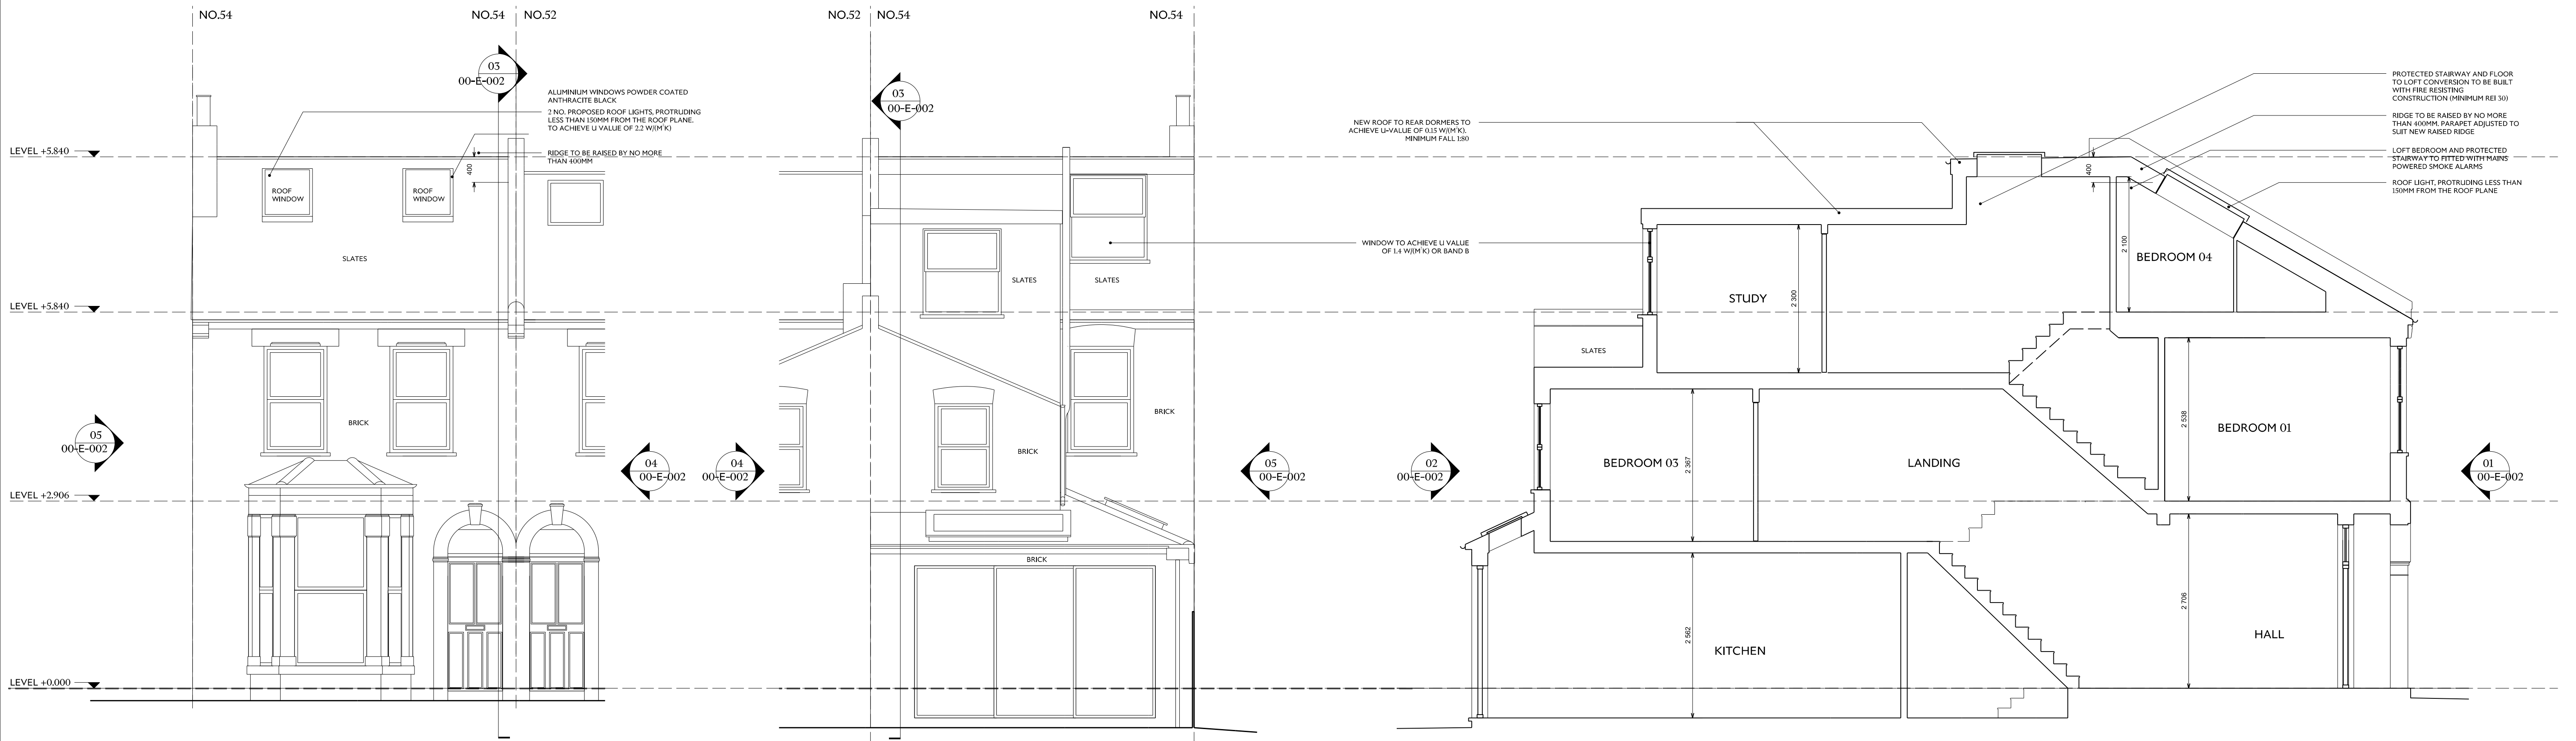 NO.54
NO.54
NO.52
NO.52
NO.54
NO.54
03
00-E-002
ALUMINIUM WINDOWS POWDER COATED
ANTHRACITE BLACK
2 NO. PROPOSED ROOF LIGHTS, PROTRUDING
LESS THAN 150MM FROM THE ROOF PLANE.
TO ACHIEVE U VALUE OF 2.2 W/(M²K)
RIDGE TO BE RAISED BY NO MORE
THAN 400MM
400
LEVEL +5.840
ROOF
WINDOW
ROOF
WINDOW
SLATES
LEVEL +5.840
BRICK
05
00-E-002
04
00-E-002
LEVEL +2.906
LEVEL +0.000
03
00-E-002
SLATES
SLATES
BRICK
BRICK
BRICK
04
00-E-002
05
00-E-002
NEW ROOF TO REAR DORMERS TO
ACHIEVE U-VALUE OF 0.15 W/(M²K).
MINIMUM FALL 1:80
WINDOW TO ACHIEVE U VALUE
OF 1.4 W/(M²K) OR BAND B
02
00-E-002
PROTECTED STAIRWAY AND FLOOR
TO LOFT CONVERSION TO BE BUILT
WITH FIRE RESISTING
CONSTRUCTION (MINIMUM REI 30)
RIDGE TO BE RAISED BY NO MORE
THAN 400MM. PARAPET ADJUSTED TO
SUIT NEW RAISED RIDGE
LOFT BEDROOM AND PROTECTED
STAIRWAY TO FITTED WITH MAINS
POWERED SMOKE ALARMS
ROOF LIGHT, PROTRUDING LESS THAN
150MM FROM THE ROOF PLANE
400
2 100
BEDROOM 04
STUDY
2 300
SLATES
BEDROOM 03
2 367
LANDING
2 538
BEDROOM 01
01
00-E-002
2 562
KITCHEN
2 706
HALL